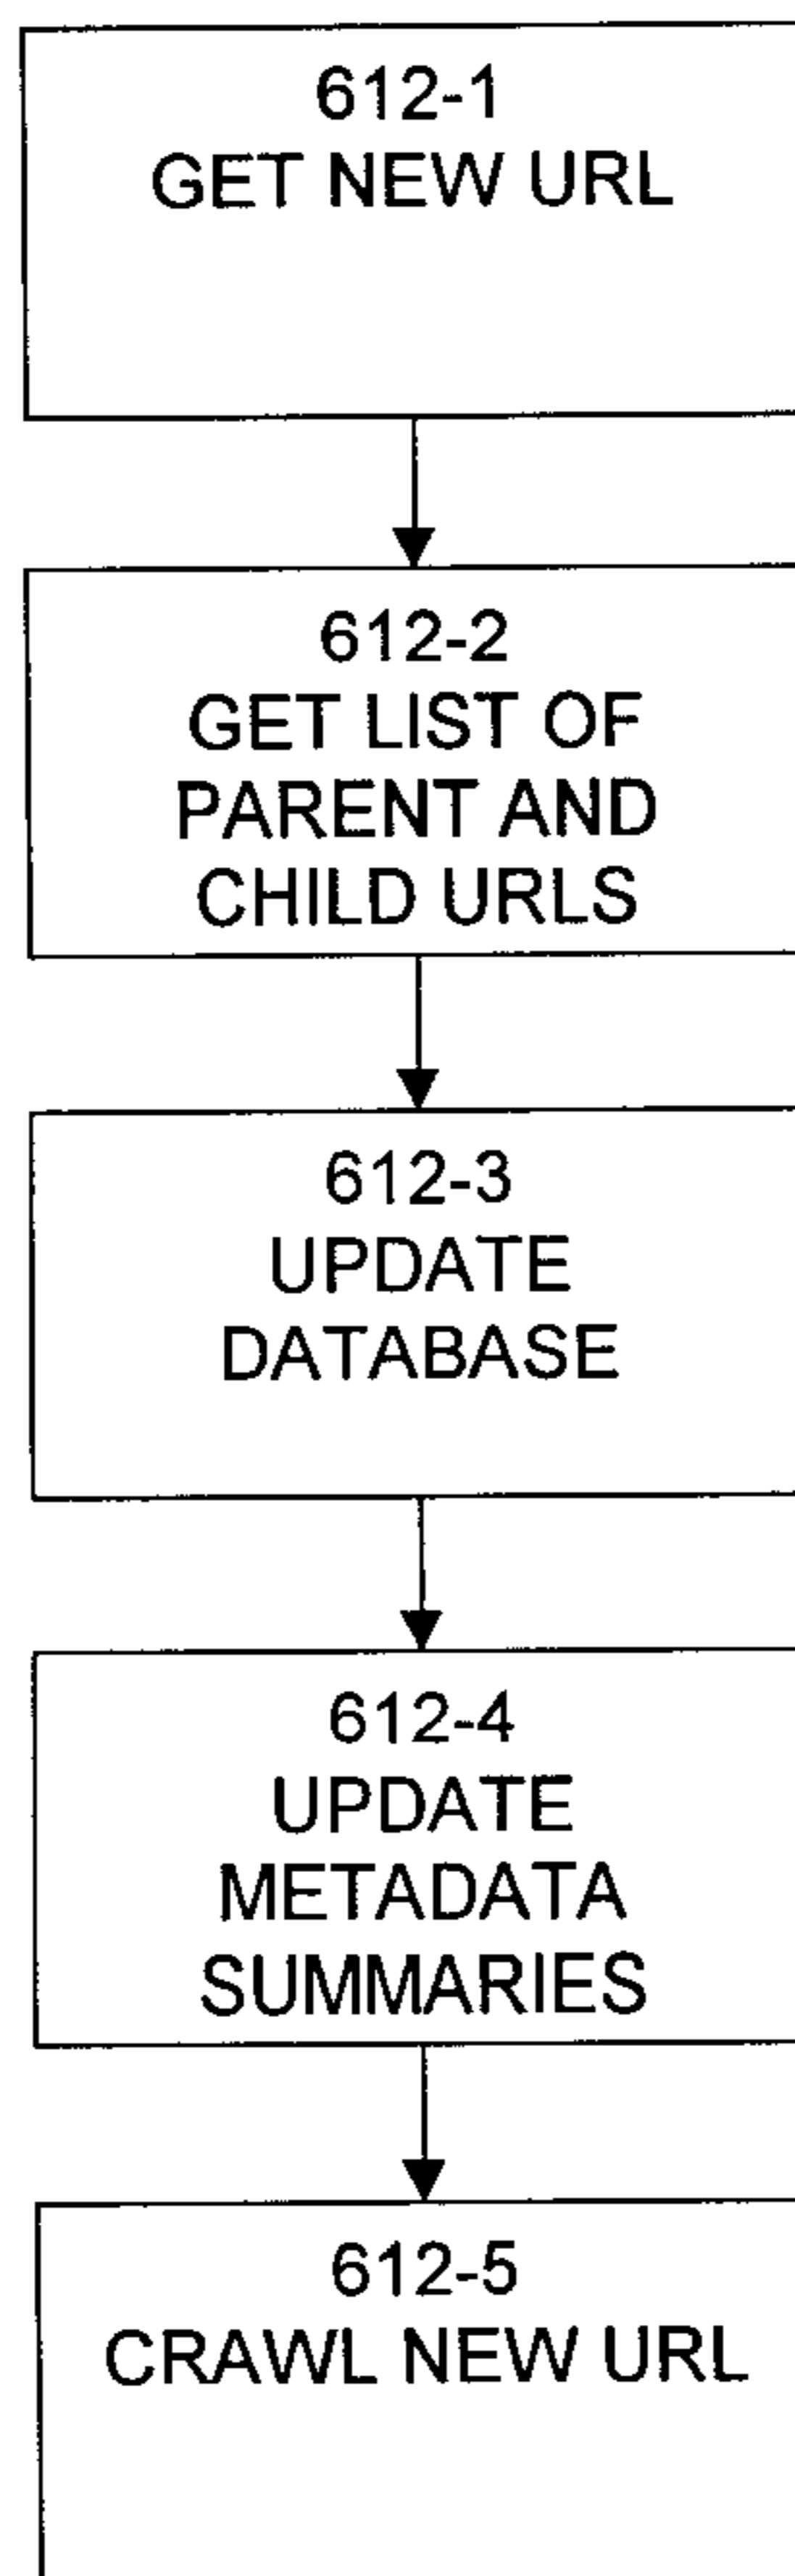 612-1
GET NEW URL
612-2
GET LIST OF
PARENT AND
CHILD URLS
612-3
UPDATE
DATABASE
612-4
UPDATE
METADATA
SUMMARIES
612-5
CRAWL NEW URL